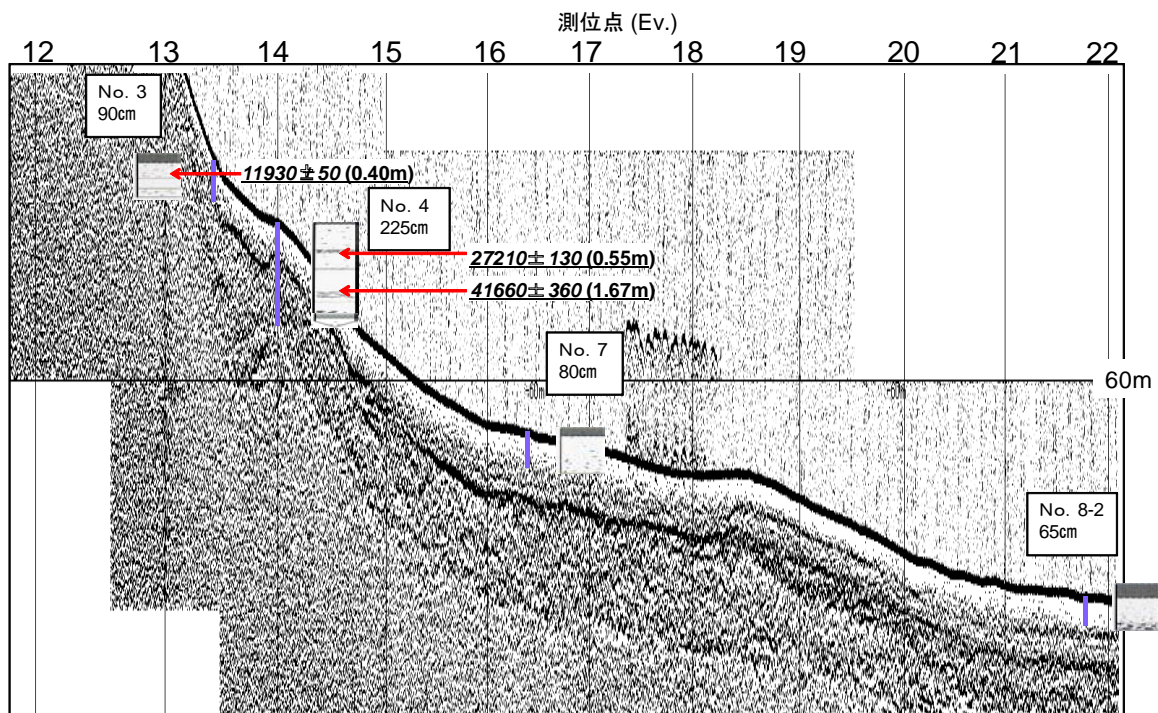 測位点 (Ev.)
12 13 14 15 16 17 18 19 20 21 22
No. 3
90㎝
11930±50 (0.40m)
No. 4
225㎝
27210±130 (0.55m)
41660±360 (1.67m)
No. 7
80㎝
60m
No. 8-2
65㎝